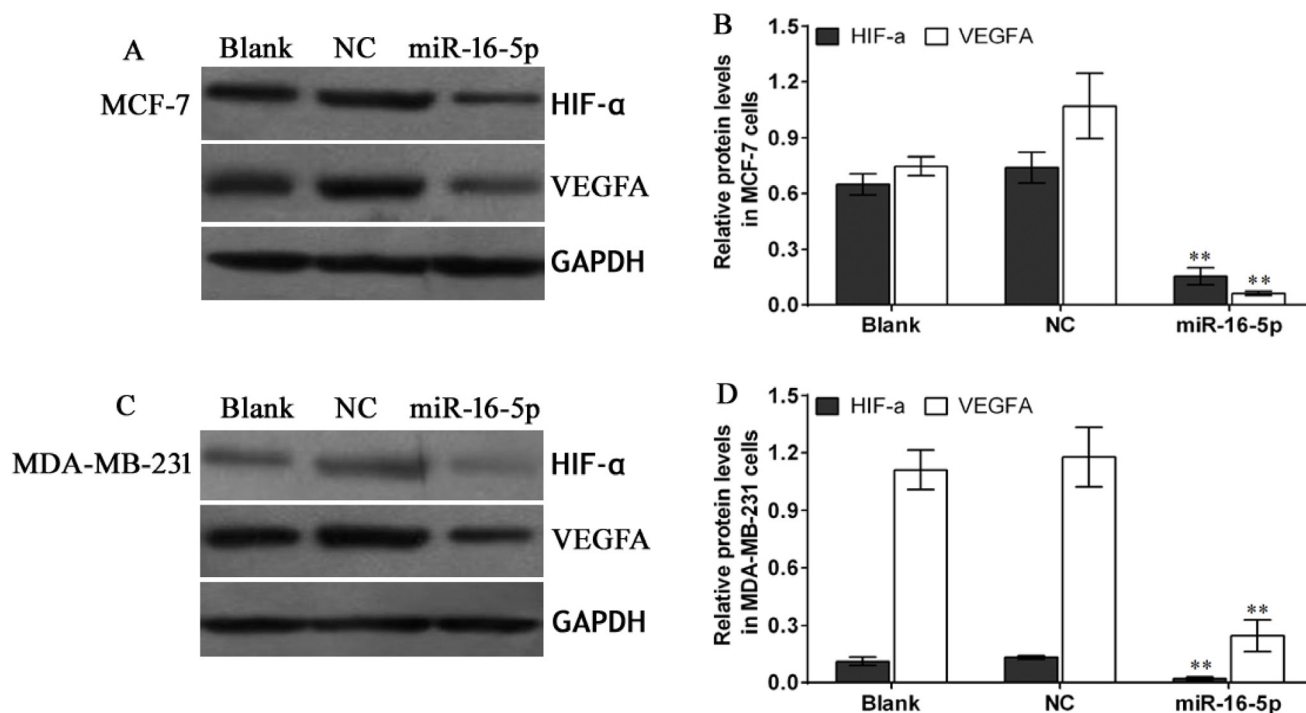 A
Blank NC miR-16-5p
MCF-7
HIF-α
VEGFA
GAPDH
B
HIF-a VEGFA
Relative protein levels
in MCF-7 cells
1.5
1.2
0.9
0.6
0.3
0.0
** **
Blank NC miR-16-5p
C
Blank NC miR-16-5p
MDA-MB-231
HIF-α
VEGFA
GAPDH
D
HIF-a VEGFA
Relative protein levels
in MDA-MB-231 cells
1.5
1.2
0.9
0.6
0.3
0.0
** **
Blank NC miR-16-5p